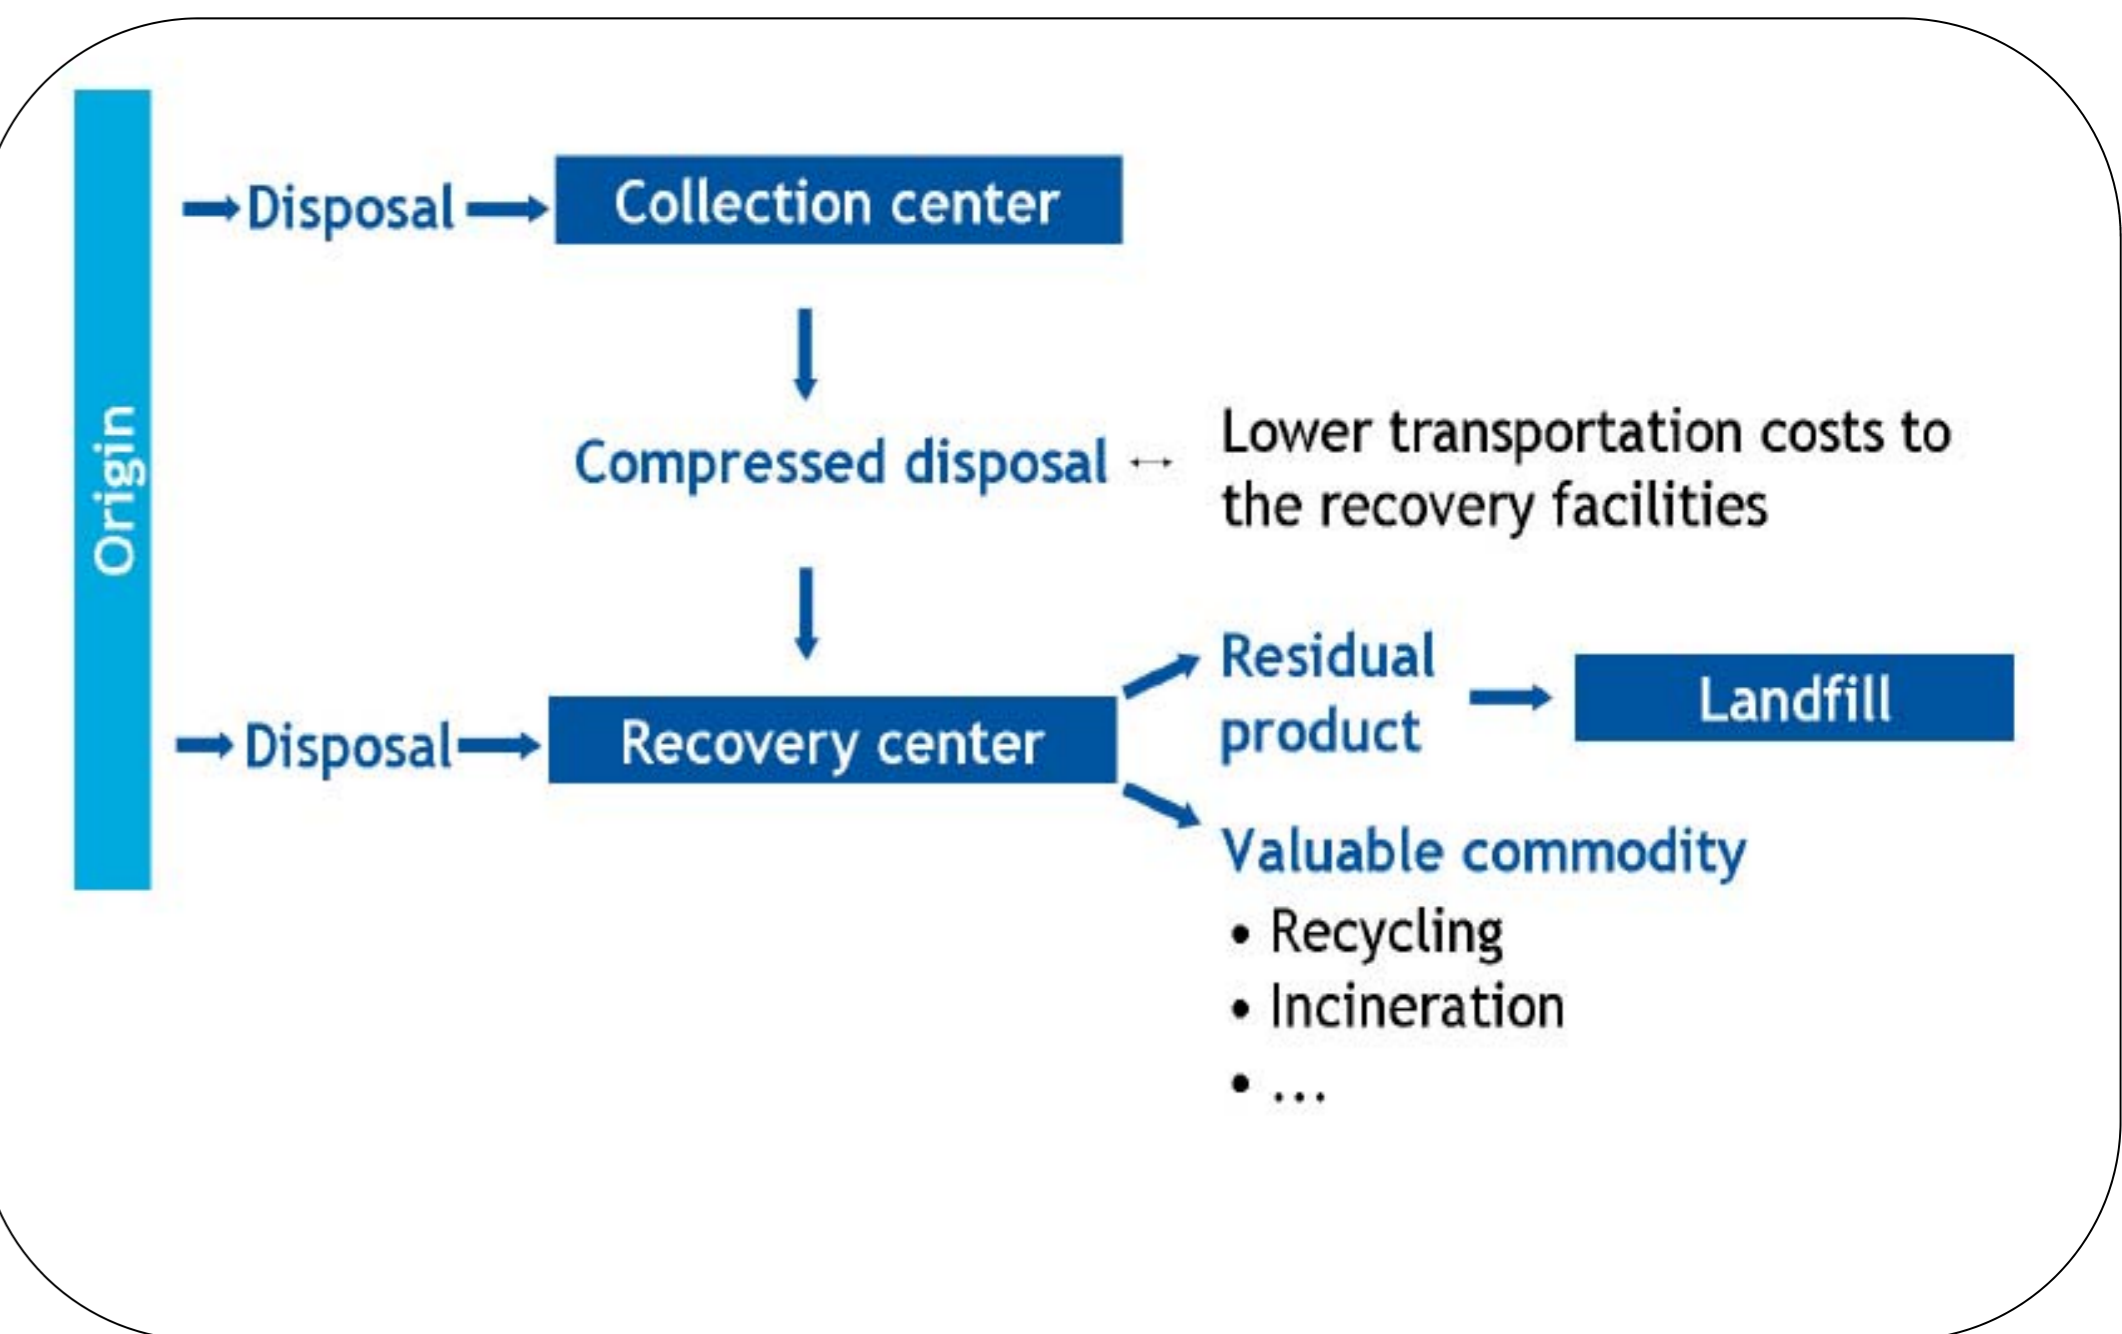 Origin
Disposal
Collection center
Compressed disposal
Lower transportation costs to
the recovery facilities
Disposal
Recovery center
Residual
product
Landfill
Valuable commodity
• Recycling
• Incineration
• ...